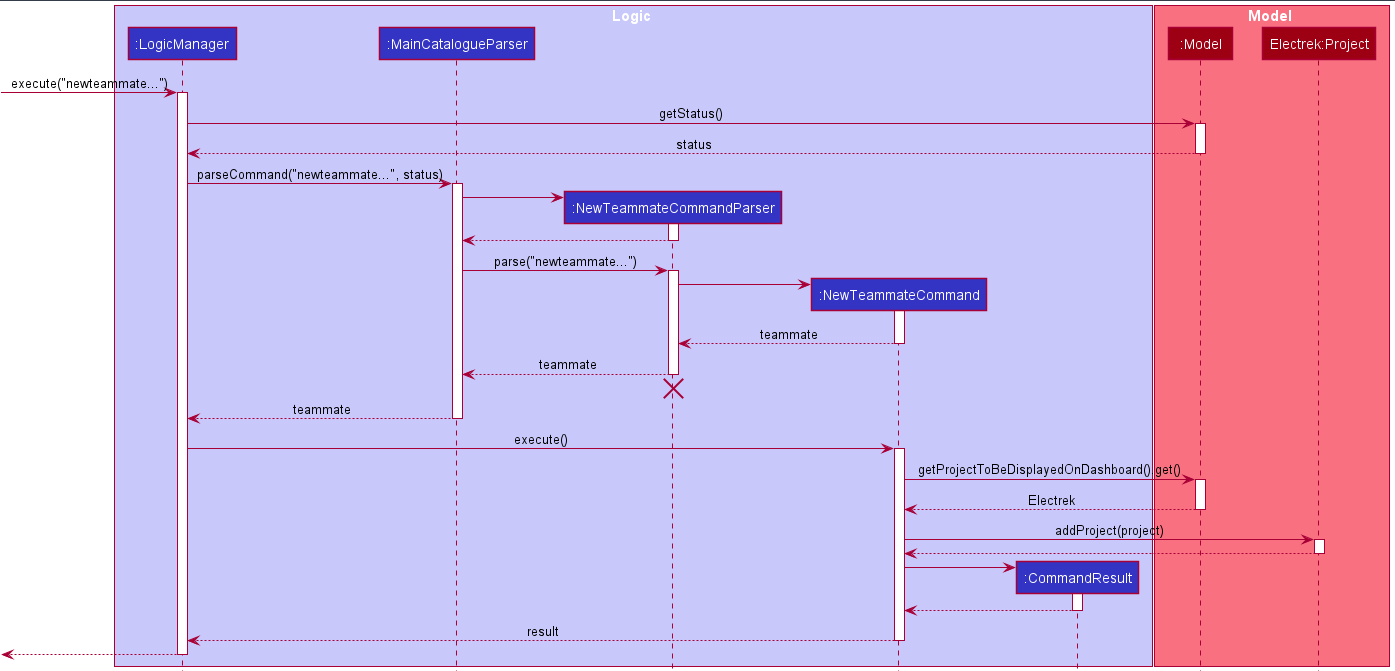 Logic
Model
:LogicManager
:MainCatalogueParser
:Model
Electrek:Project
execute("newteammate...")
getStatus()
status
parseCommand("newteammate...", status)
:NewTeammateCommandParser
parse("newteammate...")
:NewTeammateCommand
teammate
teammate
teammate
execute()
getProjectToBeDisplayedOnDashboard().get()
Electrek
addProject(project)
:CommandResult
result